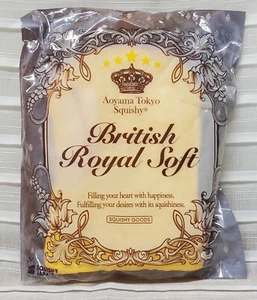 Aoyama Tokyo
Squishy®
British
Royal Soft
Filling your heart with happiness.
Fulfilling your desires with its squishiness.
SQUISHY GOODS